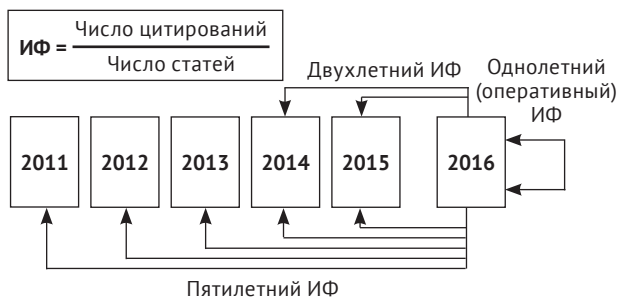 ИФ = Число цитирований
Число статей
Двухлетний ИФ
Однолетний
(оперативный)
ИФ
2011 2012 2013 2014 2015 2016
Пятилетний ИФ